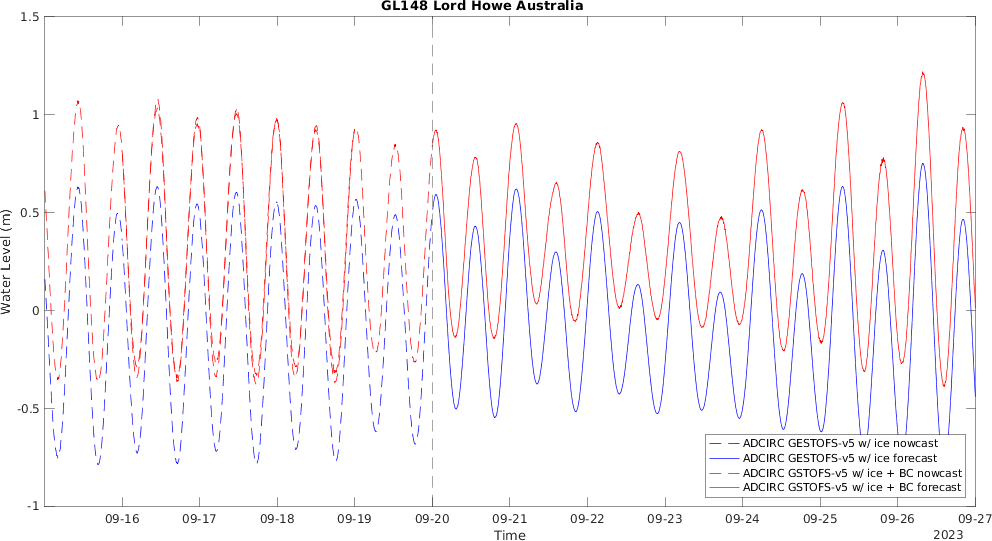 GL148 Lord Howe Australia
1.5
1
0.5
0
-0.5
-1
Water Level (m)
09-16
09-17
09-18
09-19
09-20
09-21
09-22
09-23
09-24
09-25
09-26
09-27
Time
2023
ADCIRC GESTOFS-v5 w/ ice nowcast
ADCIRC GESTOFS-v5 w/ ice forecast
ADCIRC GSTOFS-v5 w/ ice + BC nowcast
ADCIRC GSTOFS-v5 w/ ice + BC forecast